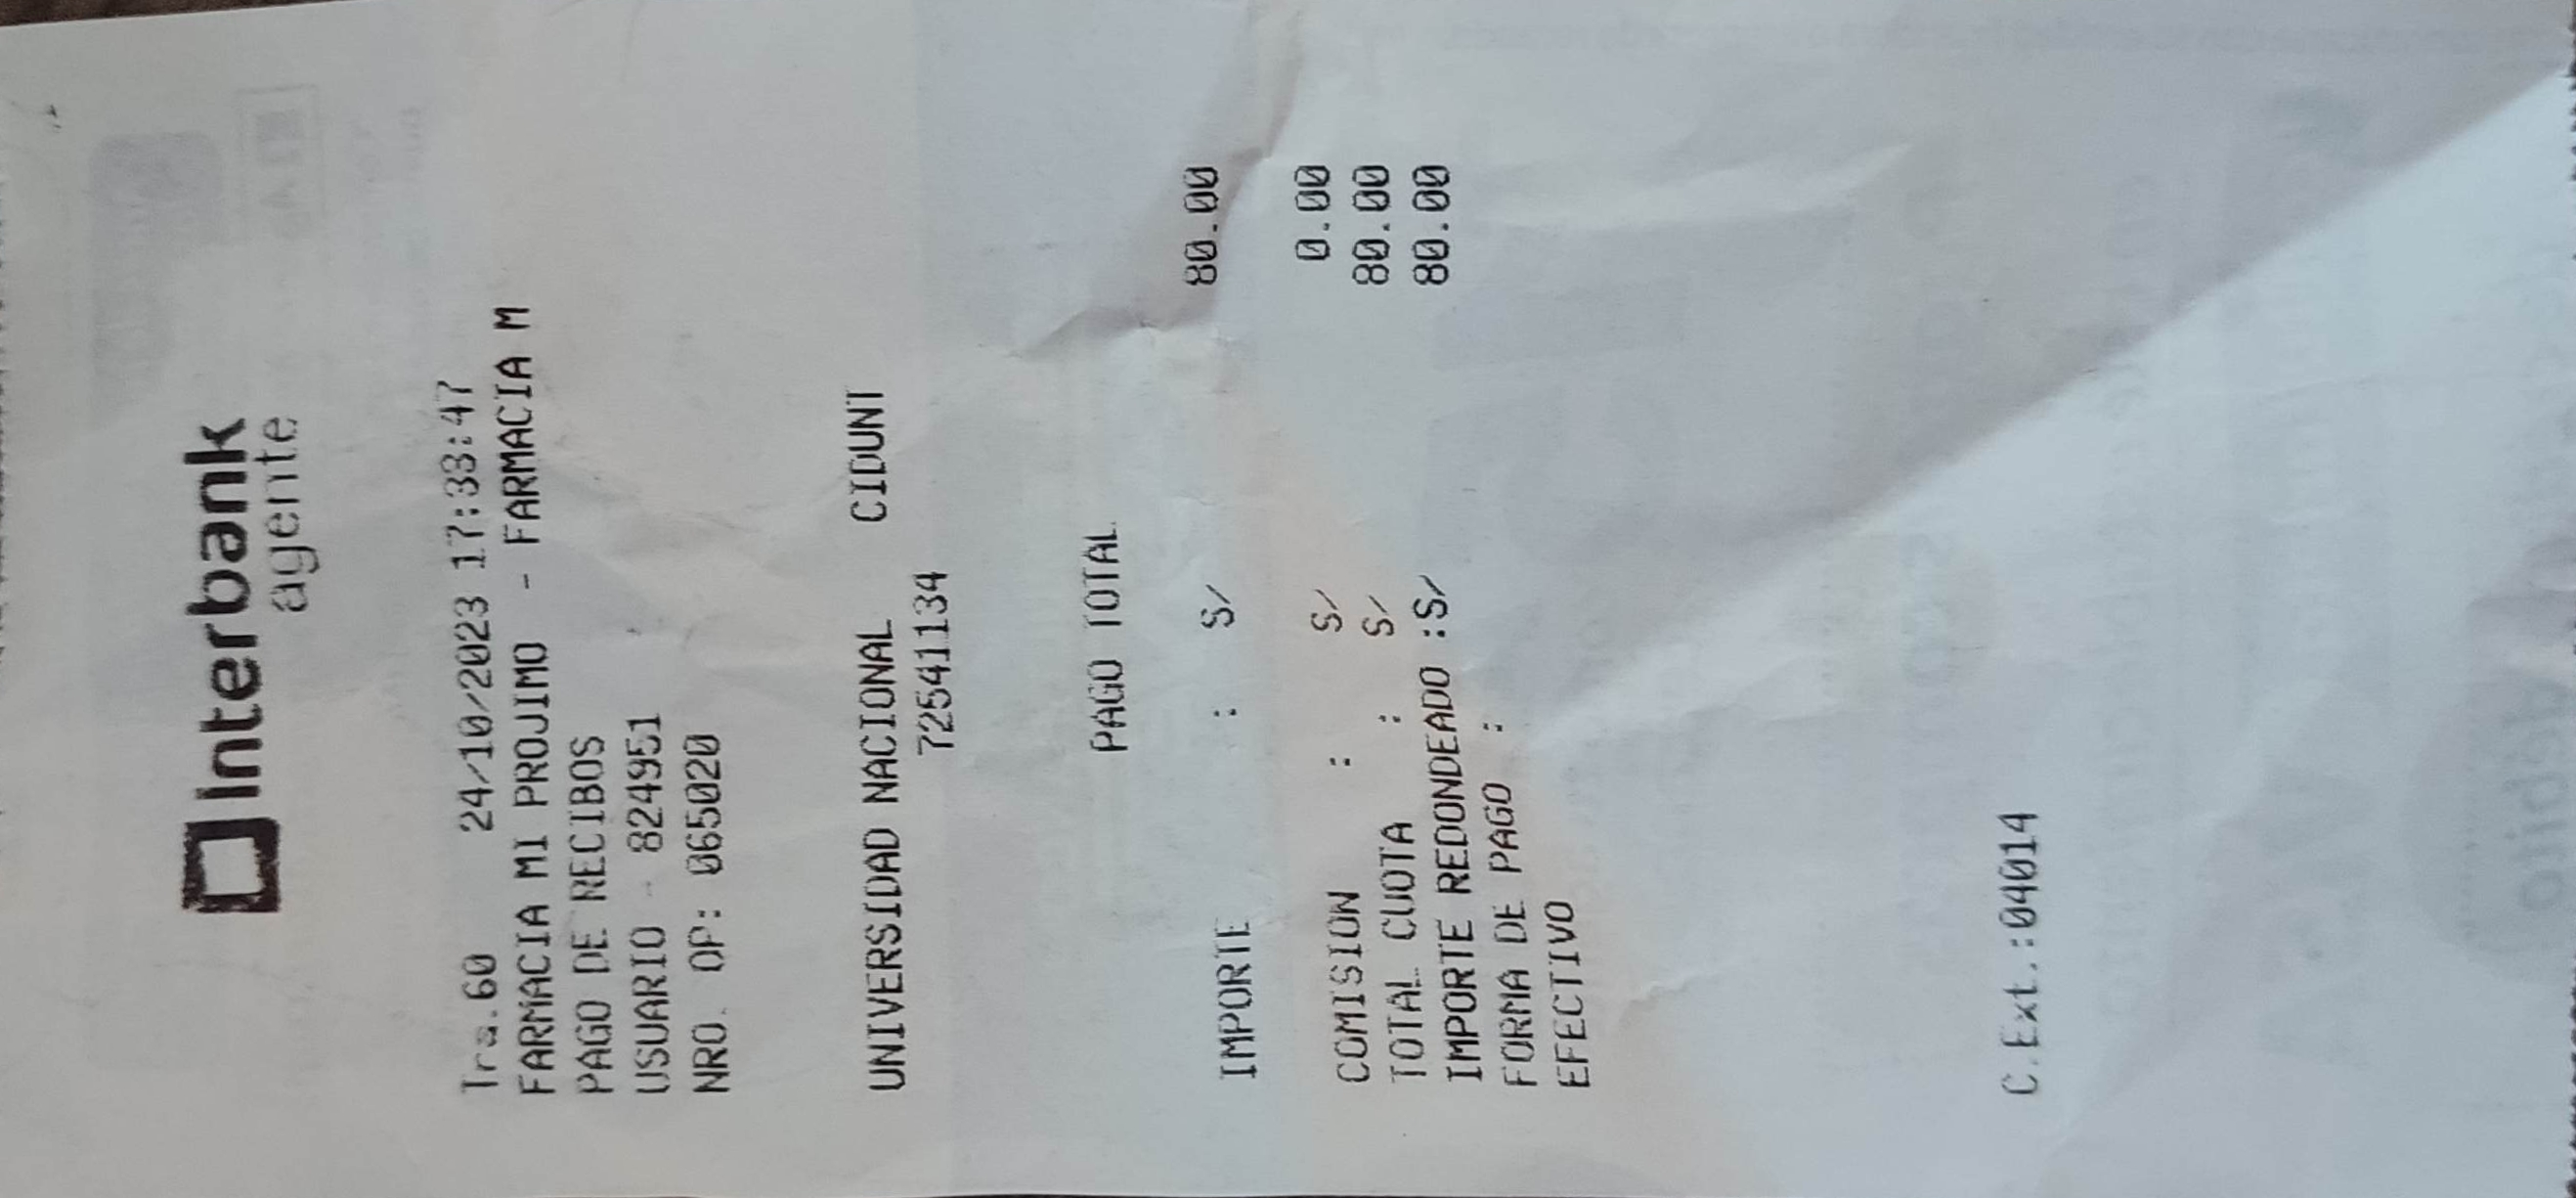 Interbank
agente
Tra.60 24/10/2023 17:33:47
FARMACIA MI PROJIMO - FARMACIA M
PAGO DE RECIBOS
USUARIO - 824951
NRO. OP: 065020
UNIVERSIDAD NACIONAL CIDUNT
72541134
PAGO TOTAL
IMPORTE : S/ 80.00
COMISION : S/ 0.00
TOTAL CUOTA : S/ 80.00
IMPORTE REDONDEADO :S/ 80.00
FORMA DE PAGO :
EFECTIVO
C.Ext.:04014